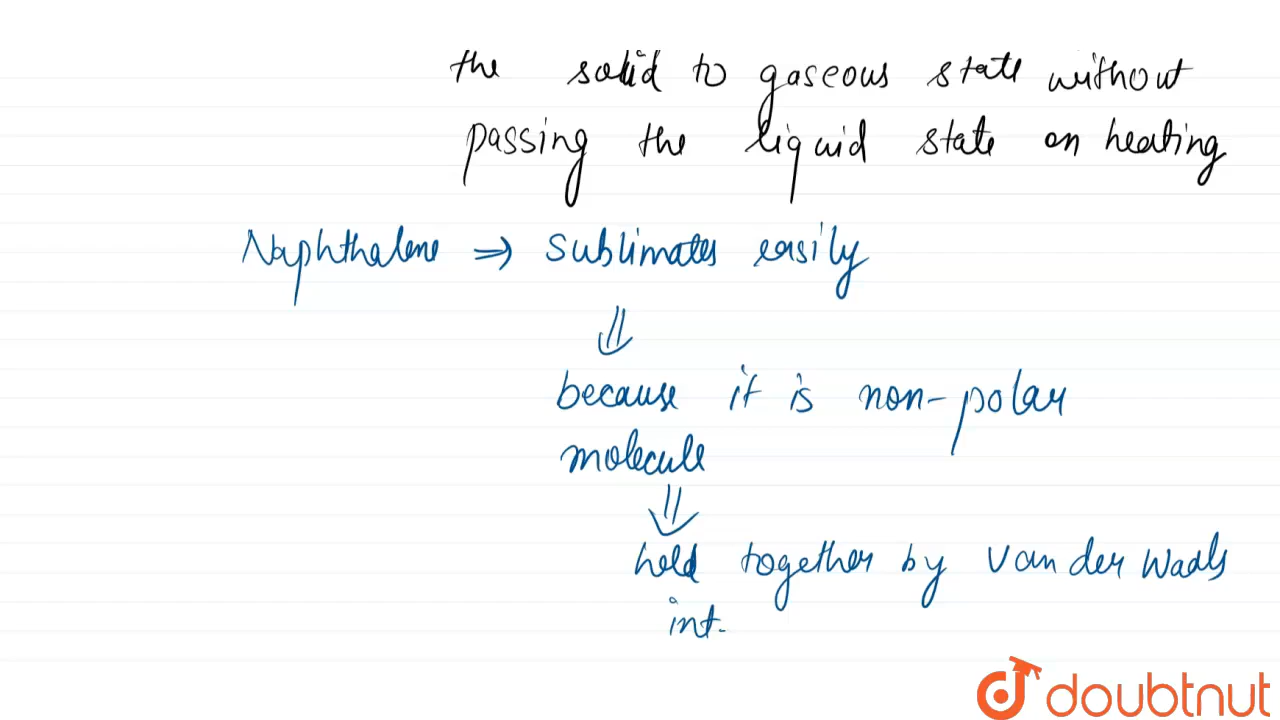 the solid to gaseous state without
passing the liquid state on heating
Naphthalene ⇒ Sublimates easily
⇓
because it is non-polar
molecule
⇓
held together by Van der Waals
int.
doubtnut